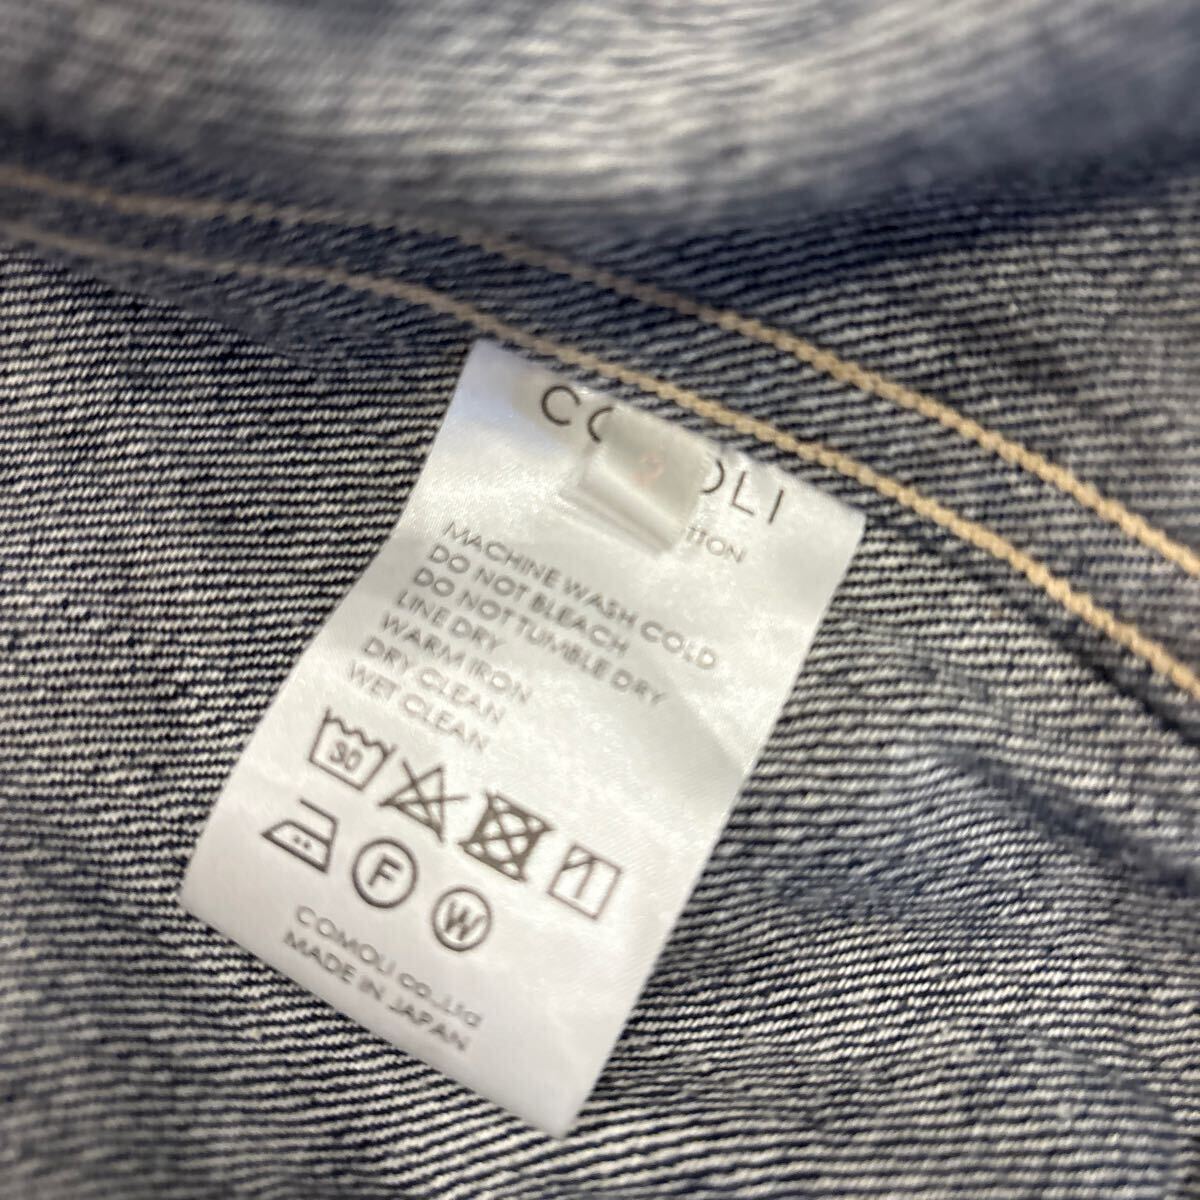 2
MACHINE WASH COLD
DO NOT BLEACH
DO NOT TUMBLE DRY
LINE DRY
WARM IRON
DRY CLEAN
WET CLEAN
30
F
W
COMOLI CO.,Ltd
MADE IN JAPAN